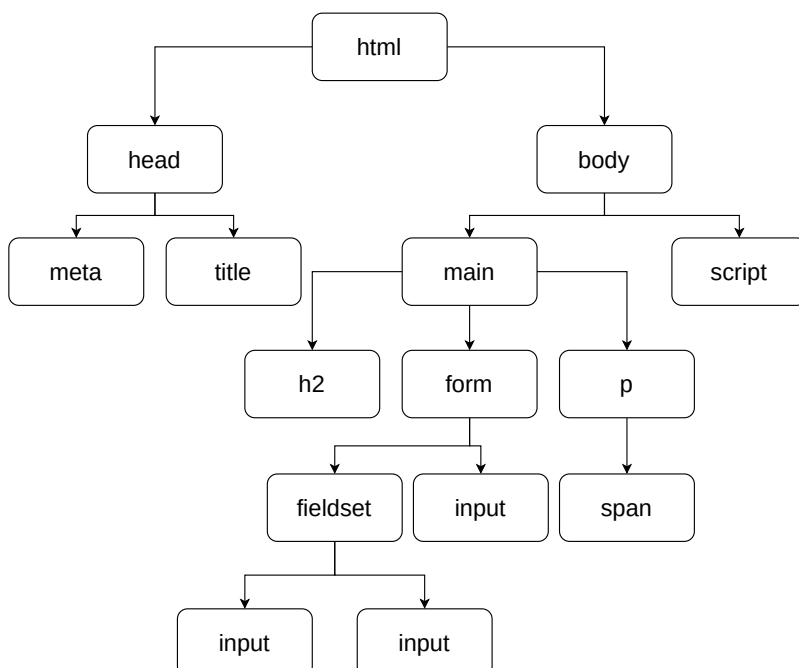 html
head
body
meta
title
main
script
h2
form
p
fieldset
input
span
input
input